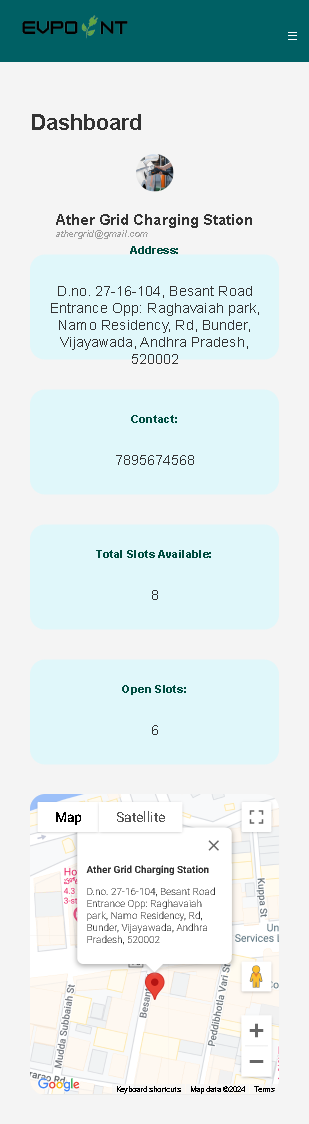 EVPOINT
☰
Dashboard
Ather Grid Charging Station
athergrid@gmail.com
Address:
D.no. 27-16-104, Besant Road
Entrance Opp: Raghavaiah park,
Namo Residency, Rd, Bunder,
Vijayawada, Andhra Pradesh,
520002
Contact:
7895674568
Total Slots Available:
8
Open Slots:
6
Map Satellite
Ather Grid Charging Station
D.no. 27-16-104, Besant Road
Entrance Opp: Raghavaiah
park, Namo Residency, Rd,
Bunder, Vijayawada, Andhra
Pradesh, 520002
Ho
4.3
3-st
Kuppa St
Un
Services L
Mudda Subbaiah St
Besant
Peddibhotla Vari St
Google
Keyboard shortcuts Map data ©2024 Terms